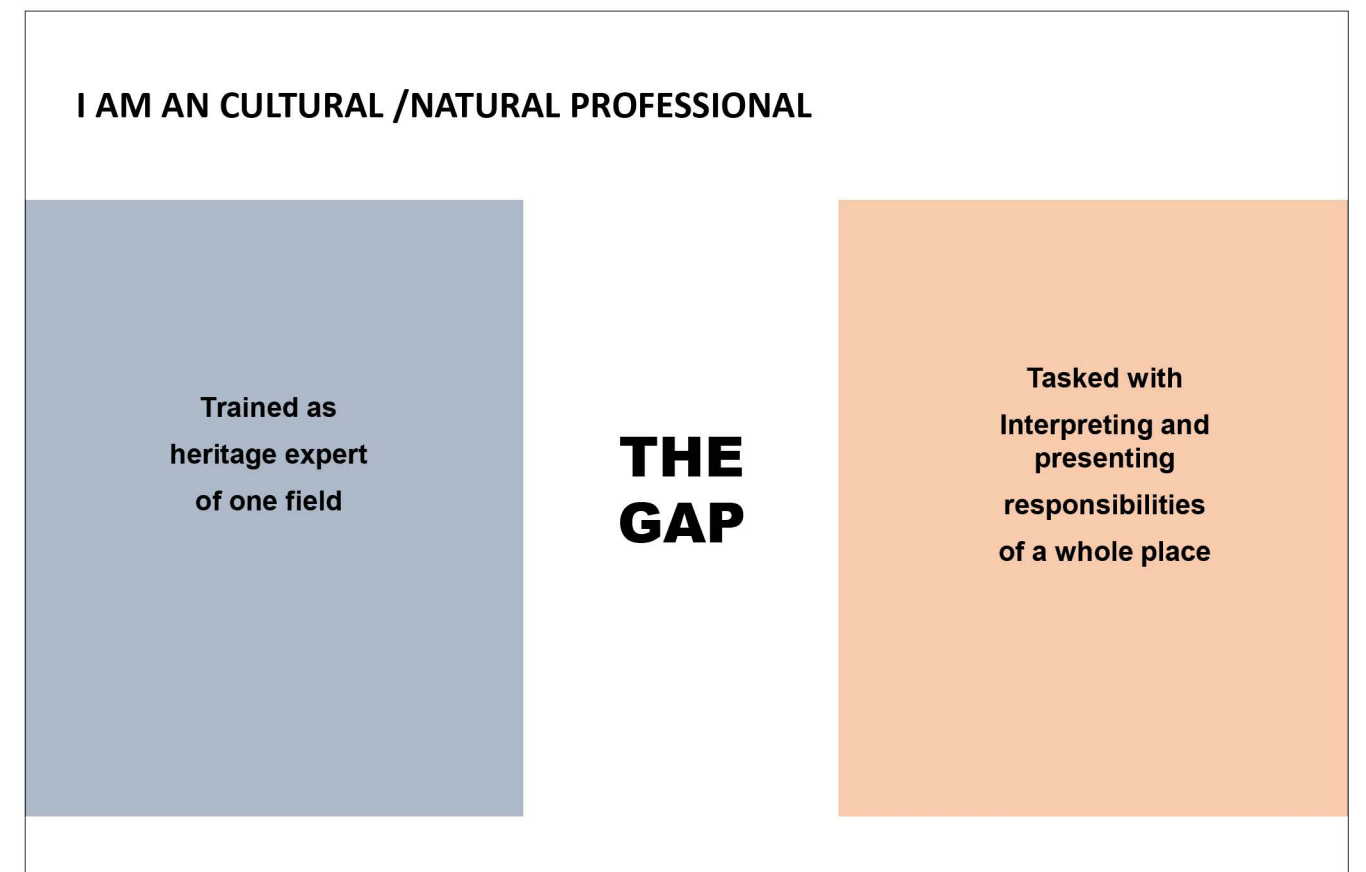 I AM AN CULTURAL /NATURAL PROFESSIONAL
Trained as
heritage expert
of one field
THE
GAP
Tasked with
Interpreting and
presenting
responsibilities
of a whole place